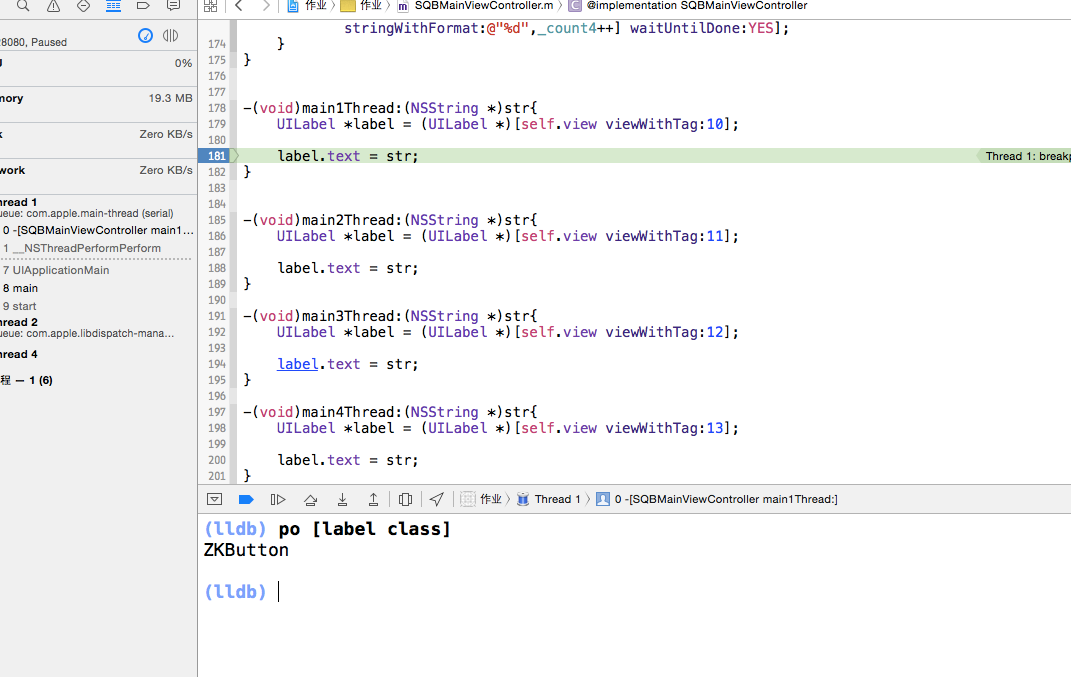 作业 〉 作业 〉 m SQBMainViewController.m 〉 C @implementation SQBMainViewController
28080, Paused
0%
mory 19.3 MB
Zero KB/s
work Zero KB/s
hread 1
ueue: com.apple.main-thread (serial)
0 -[SQBMainViewController main1...
1 __NSThreadPerformPerform
7 UIApplicationMain
8 main
9 start
hread 2
ueue: com.apple.libdispatch-mana...
hread 4
程 — 1 (6)
stringWithFormat:@"%d",_count4++] waitUntilDone:YES];
174 }
175 }
176
177
178 -(void)main1Thread:(NSString *)str{
179 UILabel *label = (UILabel *)[self.view viewWithTag:10];
180
181 label.text = str; Thread 1: breakp
182 }
183
184
185 -(void)main2Thread:(NSString *)str{
186 UILabel *label = (UILabel *)[self.view viewWithTag:11];
187
188 label.text = str;
189 }
190
191 -(void)main3Thread:(NSString *)str{
192 UILabel *label = (UILabel *)[self.view viewWithTag:12];
193
194 label.text = str;
195 }
196
197 -(void)main4Thread:(NSString *)str{
198 UILabel *label = (UILabel *)[self.view viewWithTag:13];
199
200 label.text = str;
201 }
作业 〉 Thread 1 〉 0 -[SQBMainViewController main1Thread:]
(lldb) po [label class]
ZKButton
(lldb)